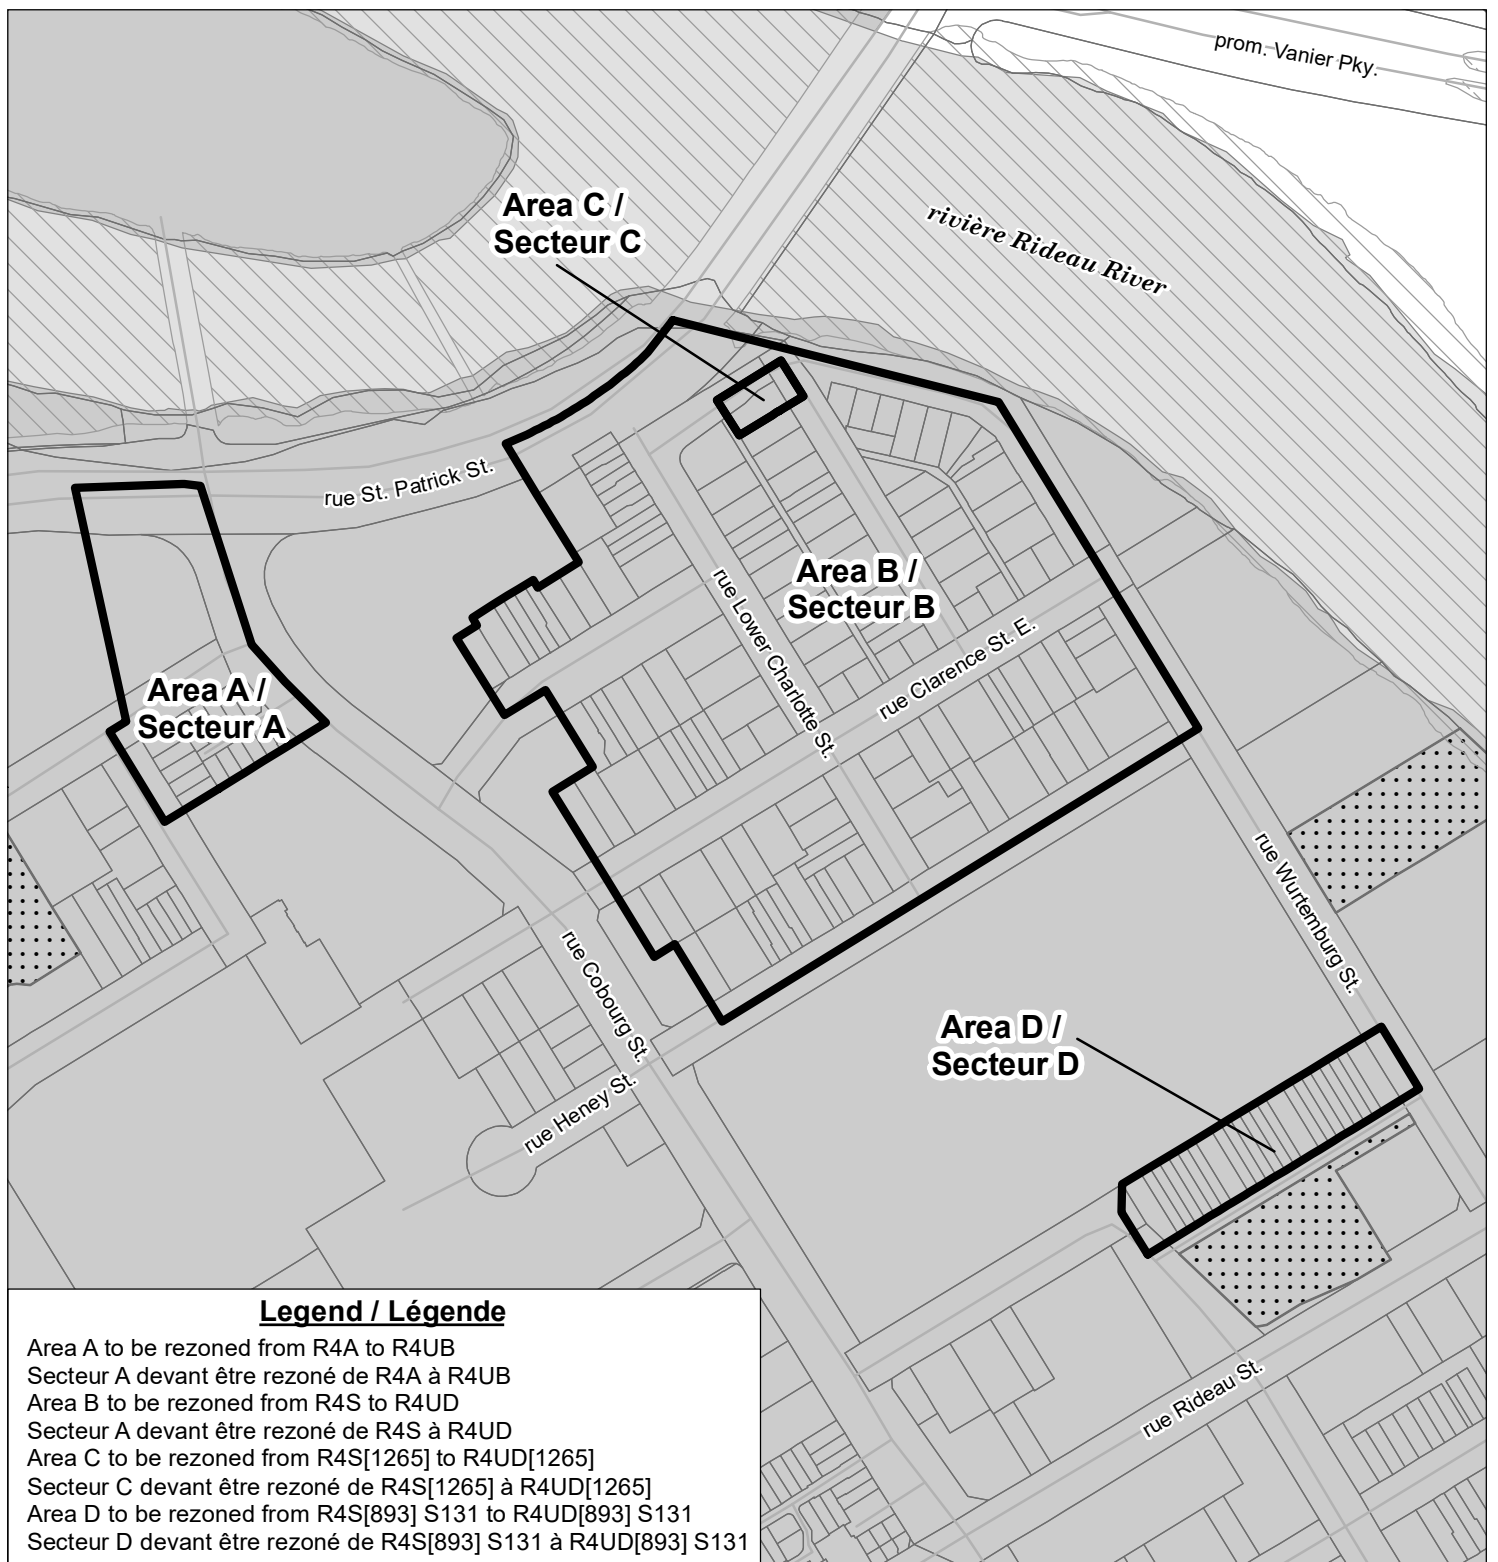 prom. Vanier Pky.
Area C /
Secteur C
rivière Rideau River
rue St. Patrick St.
Area B /
Secteur B
rue Lower Charlotte St.
rue Clarence St. E.
Area A /
Secteur A
rue Wurtemburg St.
rue Cobourg St.
Area D /
Secteur D
rue Heney St.
rue Rideau St.
Legend / Légende
Area A to be rezoned from R4A to R4UB
Secteur A devant être rezoné de R4A à R4UB
Area B to be rezoned from R4S to R4UD
Secteur A devant être rezoné de R4S à R4UD
Area C to be rezoned from R4S[1265] to R4UD[1265]
Secteur C devant être rezoné de R4S[1265] à R4UD[1265]
Area D to be rezoned from R4S[893] S131 to R4UD[893] S131
Secteur D devant être rezoné de R4S[893] S131 à R4UD[893] S131